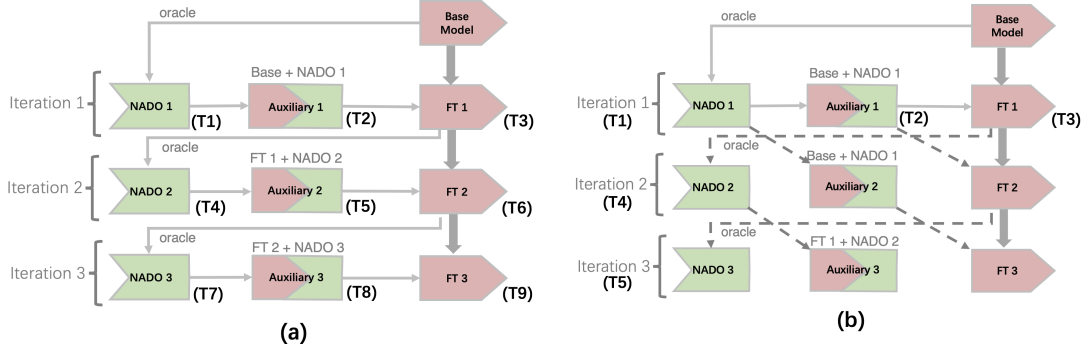 oracle
Base
Model
Base + NADO 1
Iteration 1
NADO 1
(T1)
Auxiliary 1
(T2)
FT 1
(T3)
oracle
FT 1 + NADO 2
Iteration 2
NADO 2
(T4)
Auxiliary 2
(T5)
FT 2
(T6)
oracle
FT 2 + NADO 3
Iteration 3
NADO 3
(T7)
Auxiliary 3
(T8)
FT 3
(T9)
(a)
oracle
Base
Model
Base + NADO 1
Iteration 1
(T1)
NADO 1
Auxiliary 1
(T2)
FT 1
(T3)
oracle
Base + NADO 1
Iteration 2
(T4)
NADO 2
Auxiliary 2
FT 2
oracle
FT 1 + NADO 2
Iteration 3
(T5)
NADO 3
Auxiliary 3
FT 3
(b)